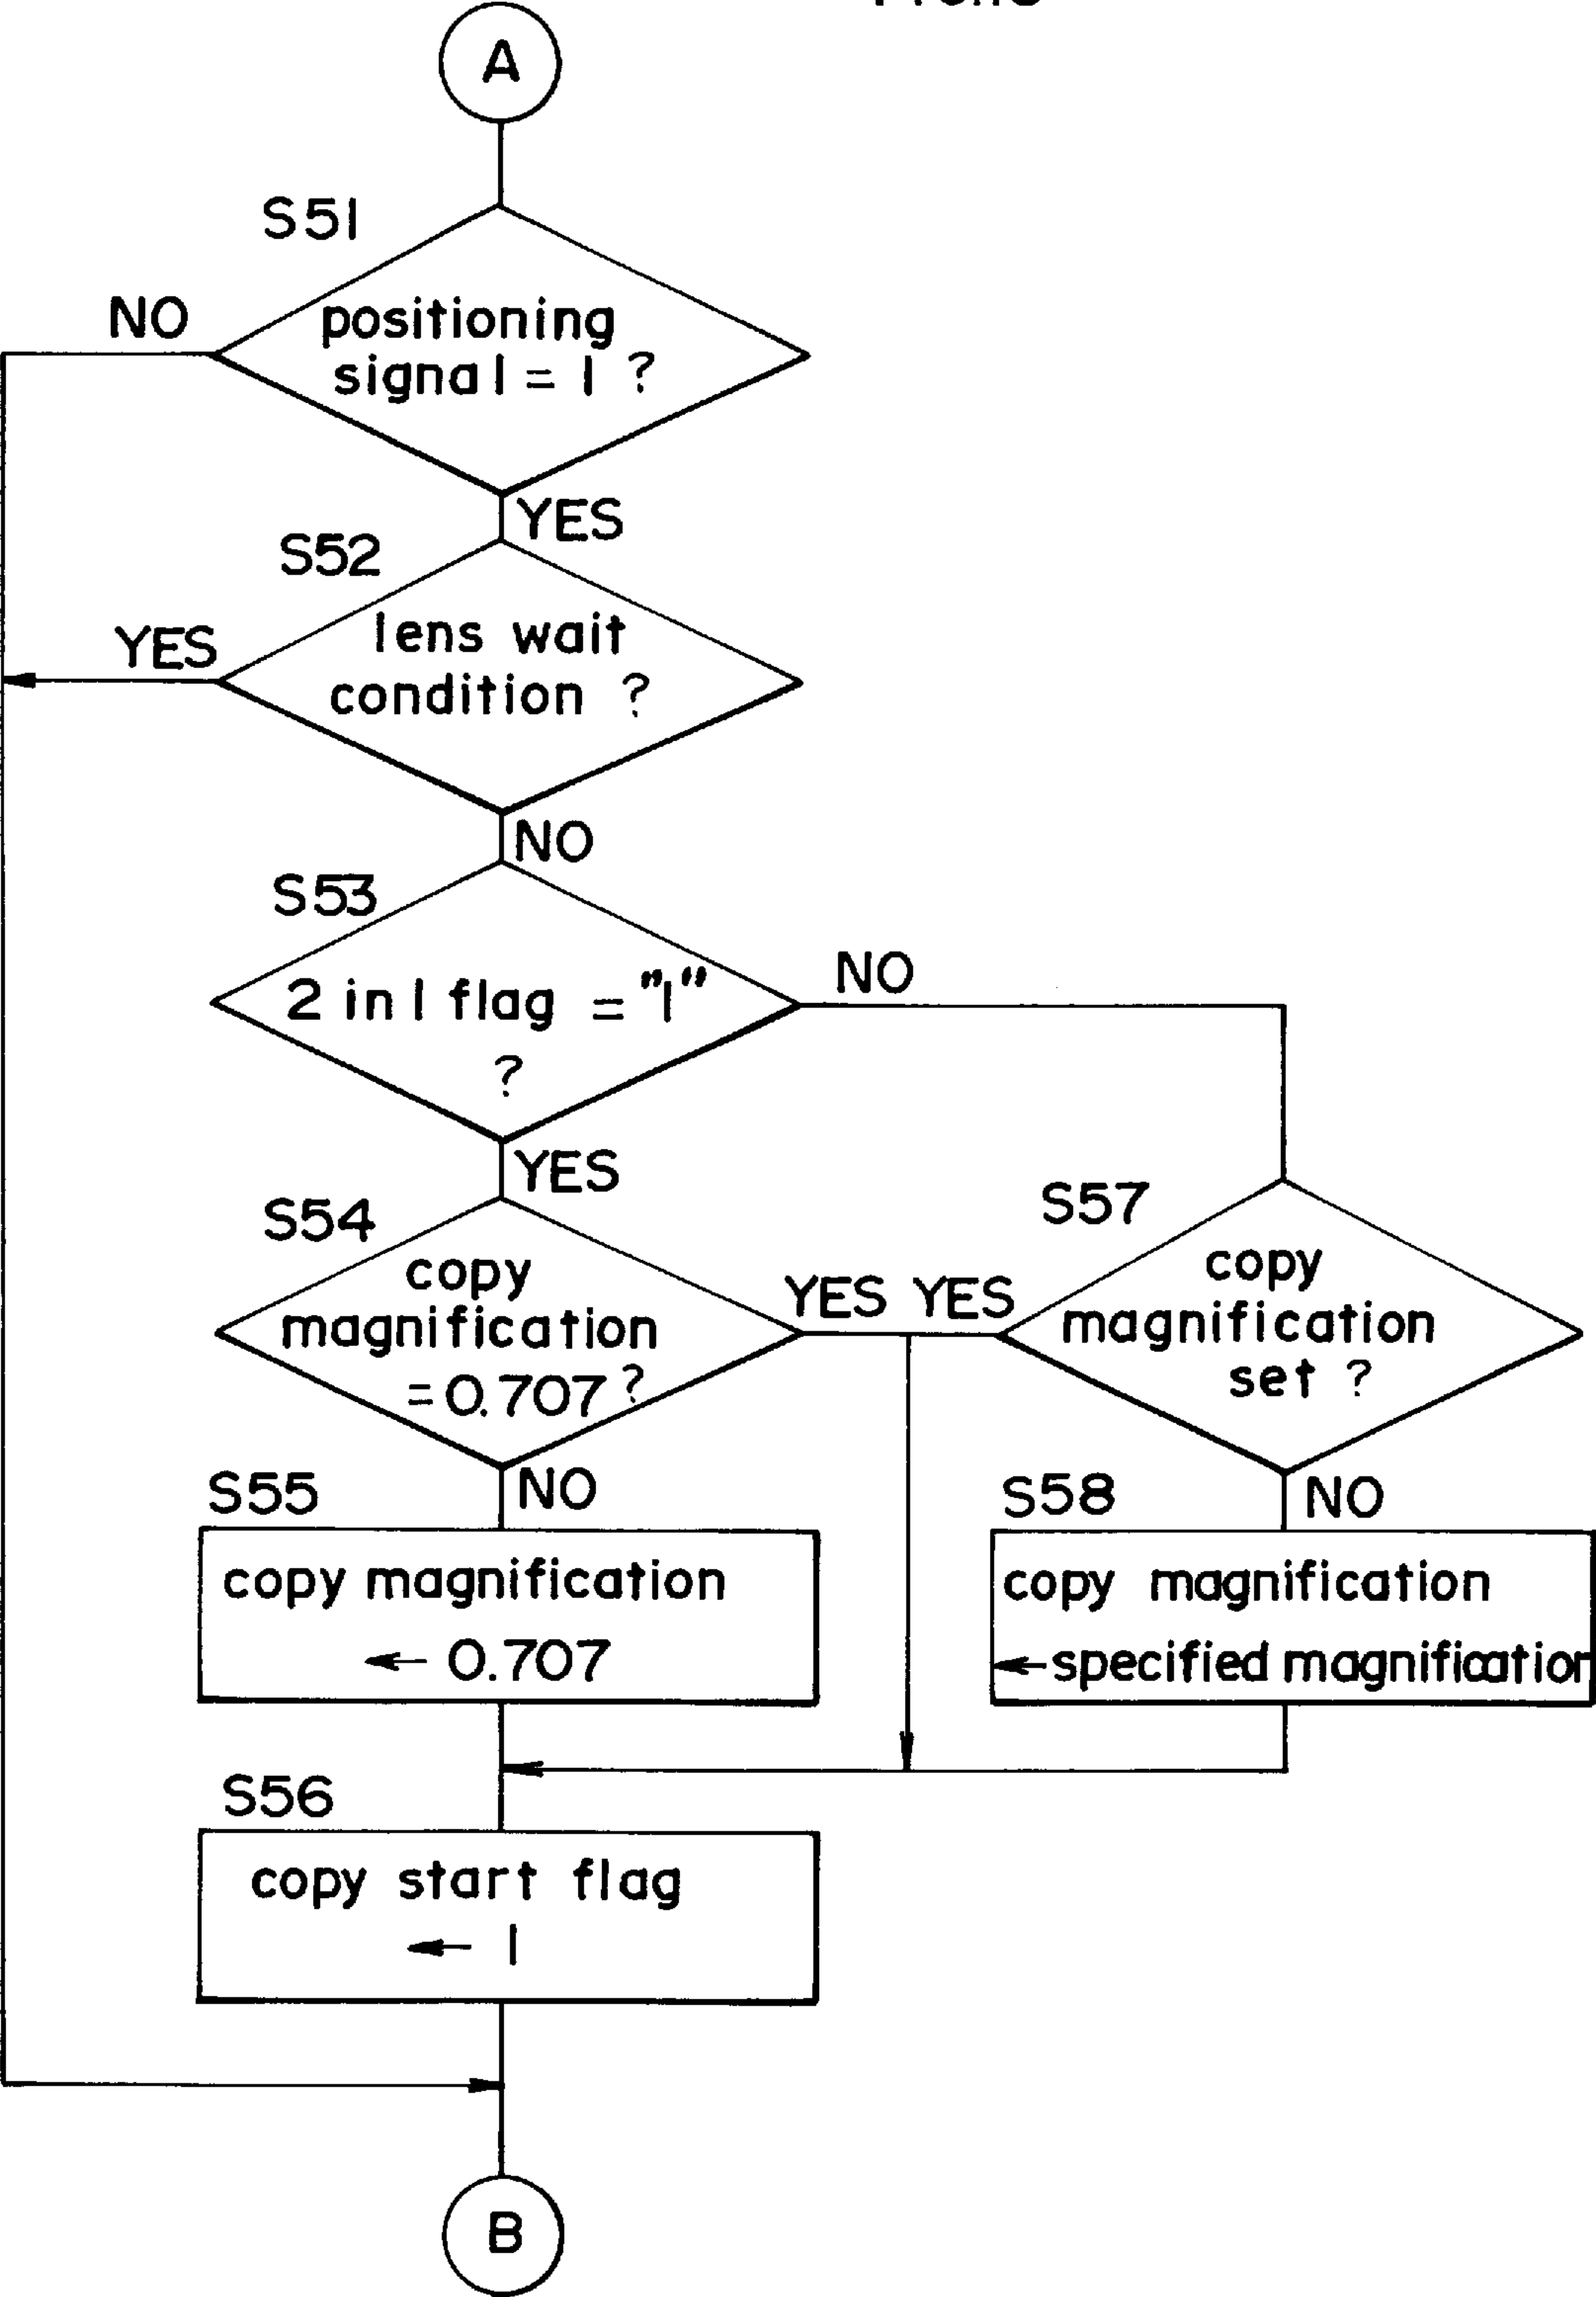 A
S51
NO
positioning
signal = 1 ?
YES
S52
YES
lens wait
condition ?
NO
S53
2 in 1 flag = "1"
?
NO
YES
S54
copy
magnification
= 0.707 ?
YES YES
S57
copy
magnification
set ?
NO
S55
copy magnification
← 0.707
NO
S58
copy magnification
← specified magnification
S56
copy start flag
← 1
B